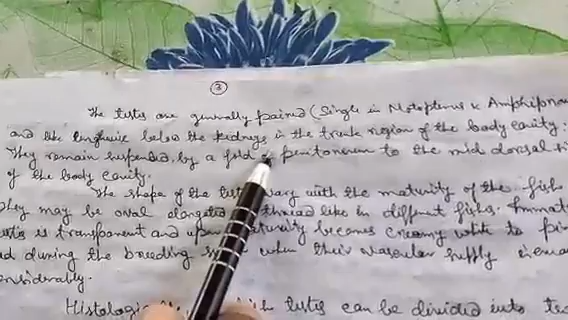 3
The testis are generally paired (Single in Notopterus & Amphipnous
and lie lengthwise below the kidneys in the trunk region of the body cavity.
They remain suspended, by a fold of peritoneum to the mid dorsal
of the body cavity.
The shape of the testis vary with the maturity of the fish
They may be oval elongated thread like in different fishes.
testis is transparent and upon maturity becomes creamy white to
during the breeding when their vascular supply
considerably.
testis can be divided into